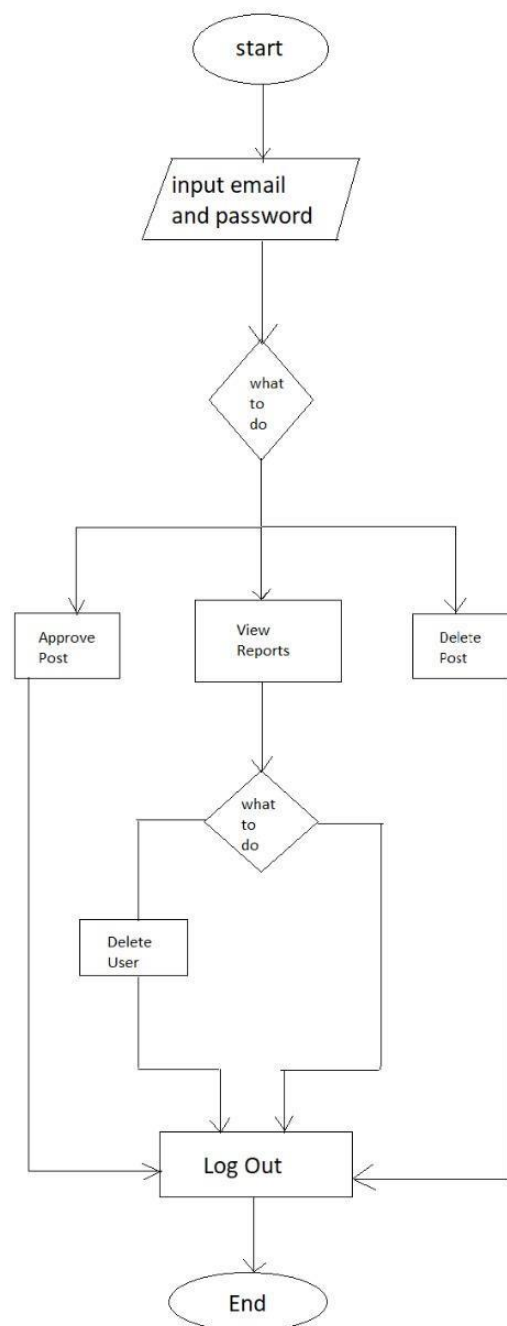 start
input email
and password
what
to
do
Approve
Post
View
Reports
Delete
Post
what
to
do
Delete
User
Log Out
End